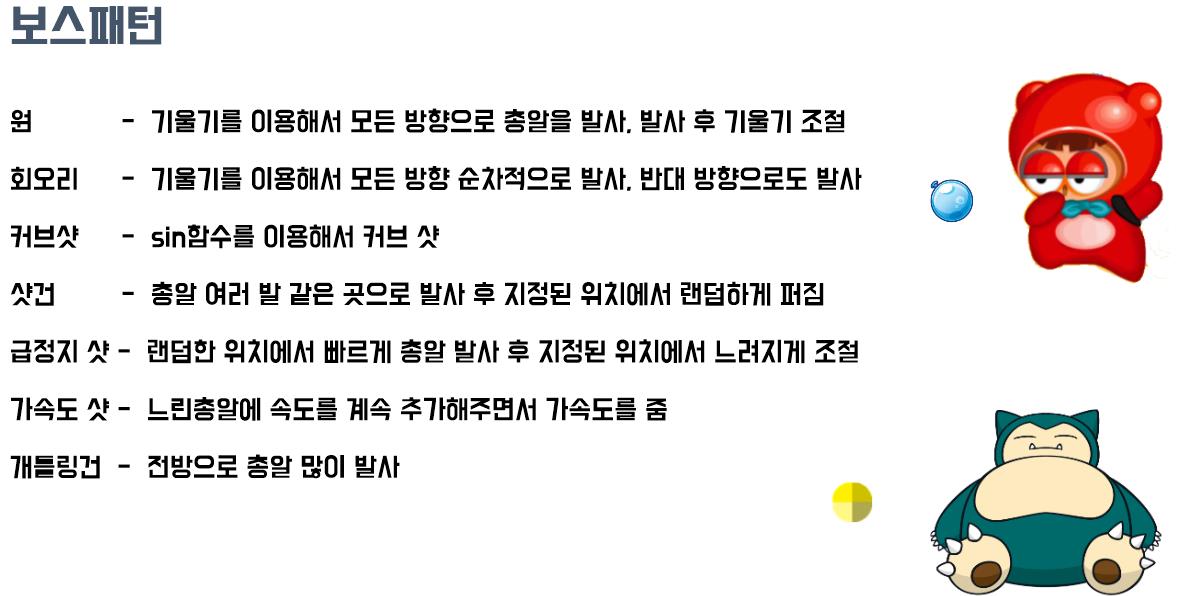 보스패턴
원 - 기울기를 이용해서 모든 방향으로 총알을 발사, 발사 후 기울기 조절
회오리 - 기울기를 이용해서 모든 방향 순차적으로 발사, 반대 방향으로도 발사
커브샷 - sin함수를 이용해서 커브 샷
샷건 - 총알 여러 발 같은 곳으로 발사 후 지정된 위치에서 랜덤하게 퍼짐
급정지 샷 - 랜덤한 위치에서 빠르게 총알 발사 후 지정된 위치에서 느려지게 조절
가속도 샷 - 느린총알에 속도를 계속 추가해주면서 가속도를 줌
개틀링건 - 전방으로 총알 많이 발사